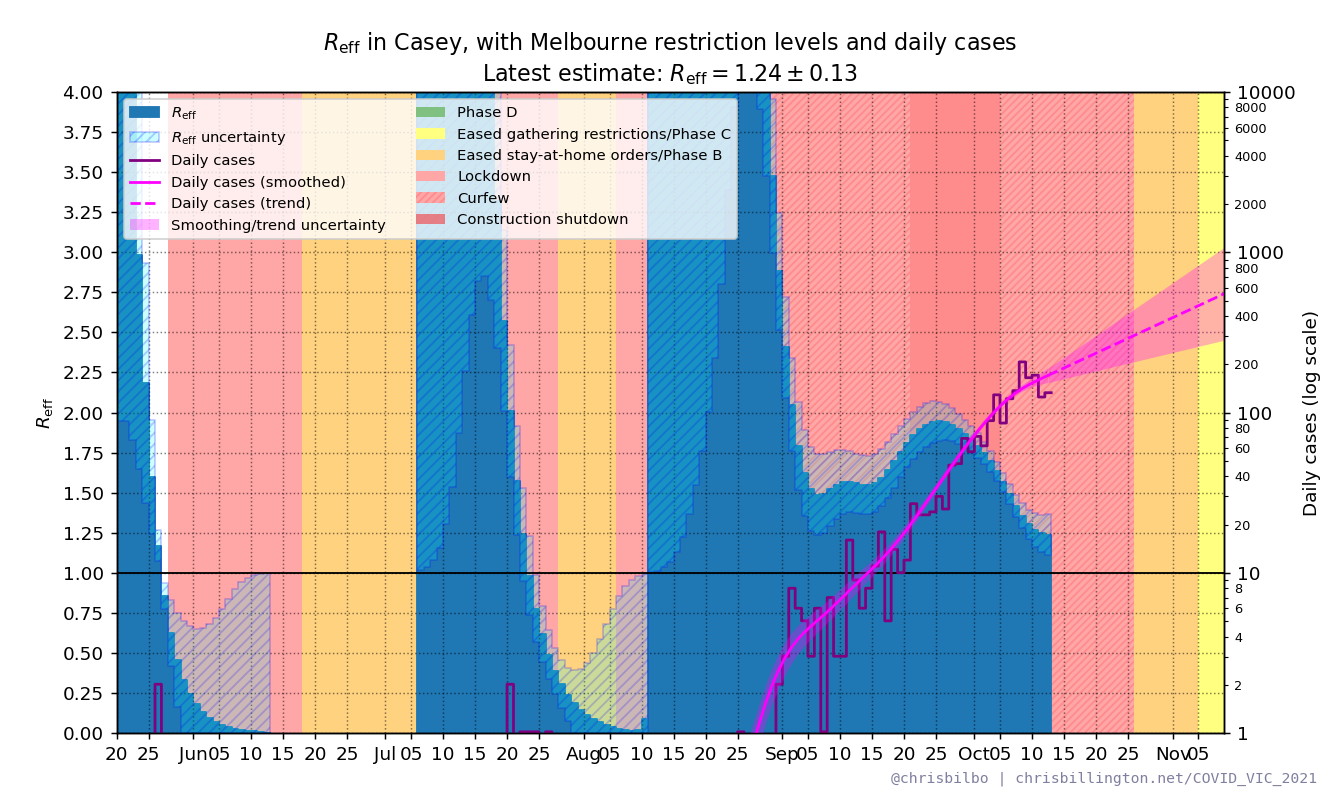 R_eff in Casey, with Melbourne restriction levels and daily cases
Latest estimate: R_eff = 1.24 ± 0.13
R_eff
R_eff uncertainty
Daily cases
Daily cases (smoothed)
Daily cases (trend)
Smoothing/trend uncertainty
Phase D
Eased gathering restrictions/Phase C
Eased stay-at-home orders/Phase B
Lockdown
Curfew
Construction shutdown
R_eff
4.00
3.75
3.50
3.25
3.00
2.75
2.50
2.25
2.00
1.75
1.50
1.25
1.00
0.75
0.50
0.25
0.00
10000
8000
6000
4000
2000
1000
800
600
400
200
100
80
60
40
20
10
8
6
4
2
1
Daily cases (log scale)
20 25 Jun 05 10 15 20 25 Jul 05 10 15 20 25 Aug 05 10 15 20 25 Sep 05 10 15 20 25 Oct 05 10 15 20 25 Nov 05
@chrisbilbo | chrisbillington.net/COVID_VIC_2021